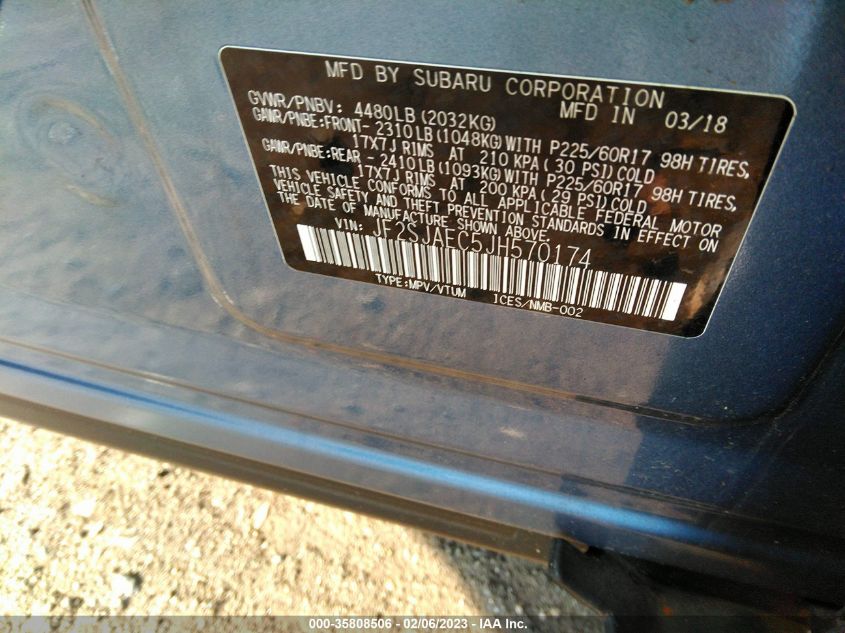 MFD BY SUBARU CORPORATION
MFD IN 03/18
GVWR/PNBV: 4480LB (2032KG)
GAWR/PNBE:FRONT- 2310LB (1048KG) WITH P225/60R17 98H TIRES,
17X7J RIMS AT 210 KPA ( 30 PSI) COLD
GAWR/PNBE:REAR - 2410LB (1093KG) WITH P225/60R17 98H TIRES,
17X7J RIMS AT 200 KPA ( 29 PSI) COLD
THIS VEHICLE CONFORMS TO ALL APPLICABLE FEDERAL MOTOR
VEHICLE SAFETY AND THEFT PREVENTION STANDARDS IN EFFECT ON
THE DATE OF MANUFACTURE SHOWN ABOVE.
VIN: JF2SJAEC5JH570174
TYPE:MPV/VTUM ICES/NMB-002
000-35808506 - 02/06/2023 - IAA Inc.